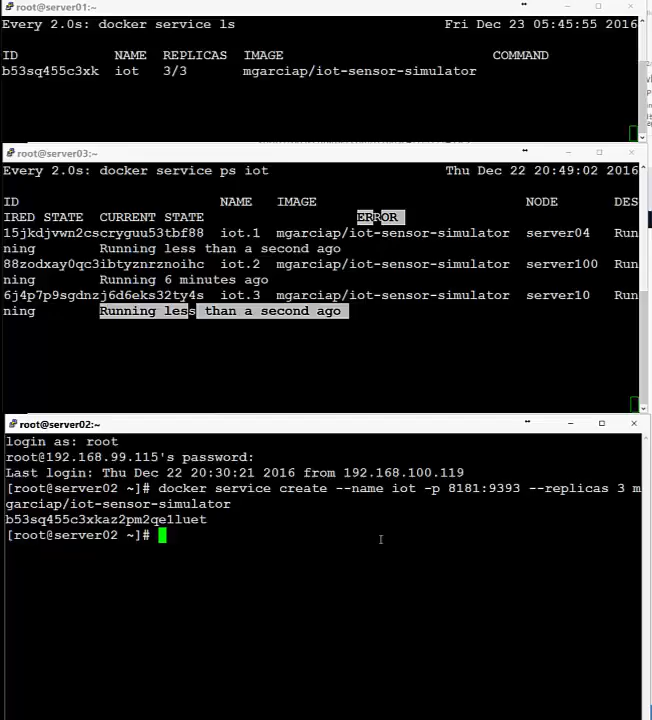 root@server01:~
Every 2.0s: docker service ls Fri Dec 23 05:45:55 2016
ID NAME REPLICAS IMAGE COMMAND
b53sq455c3xk iot 3/3 mgarciap/iot-sensor-simulator
root@server03:~
Every 2.0s: docker service ps iot Thu Dec 22 20:49:02 2016
ID NAME IMAGE NODE DES
IRED STATE CURRENT STATE ERROR
15jkdjvwn2cscryguu53tbf88 iot.1 mgarciap/iot-sensor-simulator server04 Run
ning Running less than a second ago
88zodxay0qc3ibtyznrznoihc iot.2 mgarciap/iot-sensor-simulator server100 Run
ning Running 6 minutes ago
6j4p7p9sgdnzj6d6eks32ty4s iot.3 mgarciap/iot-sensor-simulator server10 Run
ning Running less than a second ago
root@server02:~
login as: root
root@192.168.99.115's password:
Last login: Thu Dec 22 20:30:21 2016 from 192.168.100.119
[root@server02 ~]# docker service create --name iot -p 8181:9393 --replicas 3 m
garciap/iot-sensor-simulator
b53sq455c3xkaz2pm2qe1luet
[root@server02 ~]#